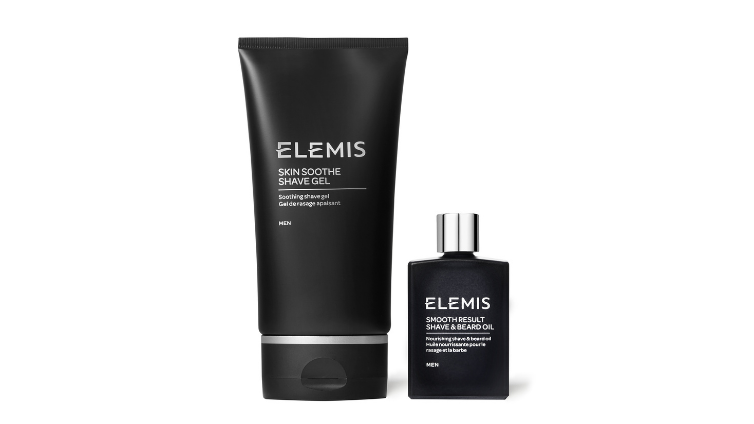 ELEMIS
SKIN SOOTHE
SHAVE GEL
Soothing shave gel
Gel de rasage apaisant
MEN
ELEMIS
SMOOTH RESULT
SHAVE & BEARD OIL
Nourishing shave & beard oil
Huile nourrissante pour le
rasage et la barbe
MEN